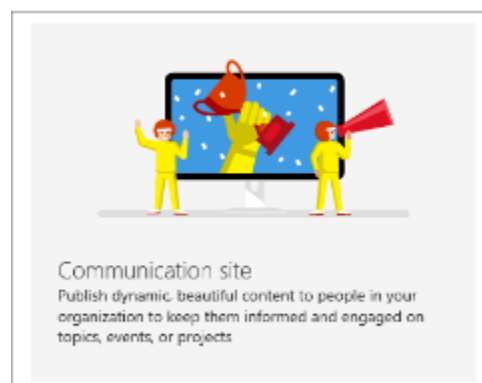 Communication site
Publish dynamic, beautiful content to people in your
organization to keep them informed and engaged on
topics, events, or projects